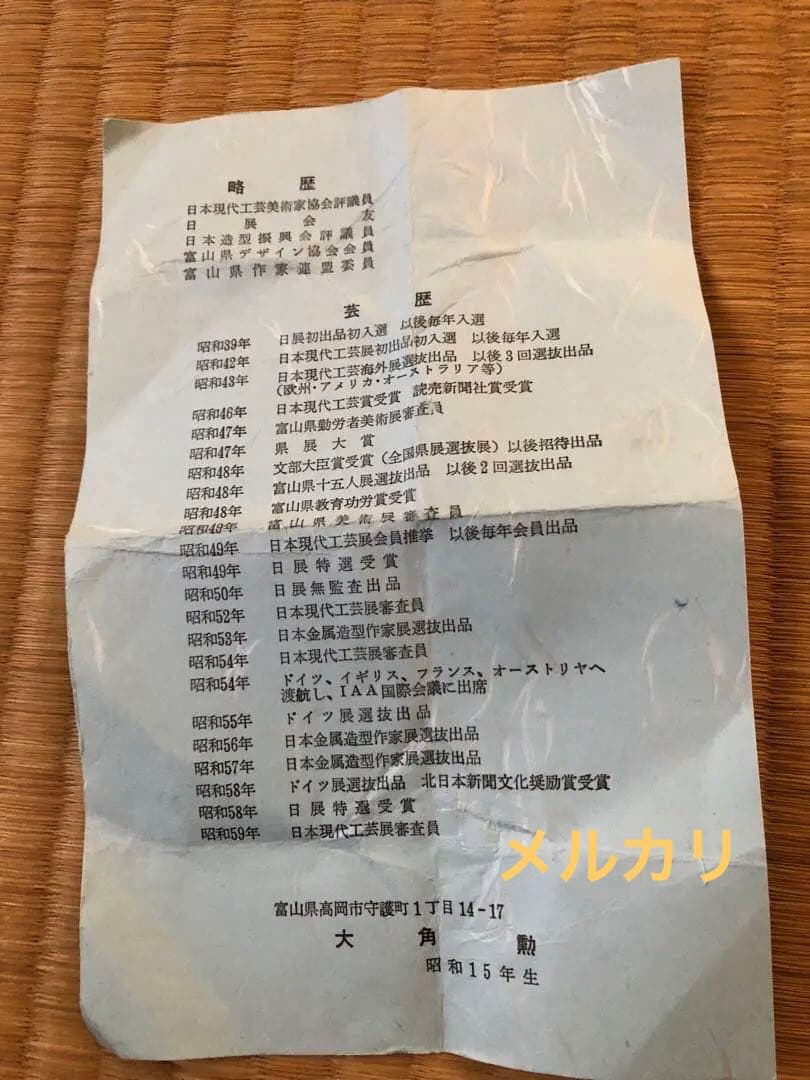 略歴
日本現代工芸美術家協会評議員
日展会友
日本造型振興会評議員
富山県デザイン協会会員
富山県作家連盟委員
芸歴
昭和39年 日展初出品初入選 以後毎年入選
昭和42年 日本現代工芸展初出品初入選 以後毎年入選
昭和43年 日本現代工芸海外展選抜出品 以後3回選抜出品
(欧州・アメリカ・オーストラリア等)
昭和46年 日本現代工芸賞受賞 読売新聞社賞受賞
昭和47年 富山県勤労者美術展審査員
昭和47年 県展大賞
昭和48年 文部大臣賞受賞(全国県展選抜展)以後招待出品
昭和48年 富山県十五人展選抜出品 以後2回選抜出品
昭和48年 富山県教育功労賞受賞
昭和49年 富山県美術展審査員
昭和49年 日本現代工芸展会員推挙 以後毎年会員出品
昭和49年 日展特選受賞
昭和50年 日展無監査出品
昭和52年 日本現代工芸展審査員
昭和53年 日本金属造型作家展選抜出品
昭和54年 日本現代工芸展審査員
昭和54年 ドイツ、イギリス、フランス、オーストリヤへ
渡航し、IAA国際会議に出席
昭和55年 ドイツ展選抜出品
昭和56年 日本金属造型作家展選抜出品
昭和57年 日本金属造型作家展選抜出品
昭和58年 ドイツ展選抜出品 北日本新聞文化奨励賞受賞
昭和58年 日展特選受賞
昭和59年 日本現代工芸展審査員
メルカリ
富山県高岡市守護町1丁目14-17
大角勲
昭和15年生